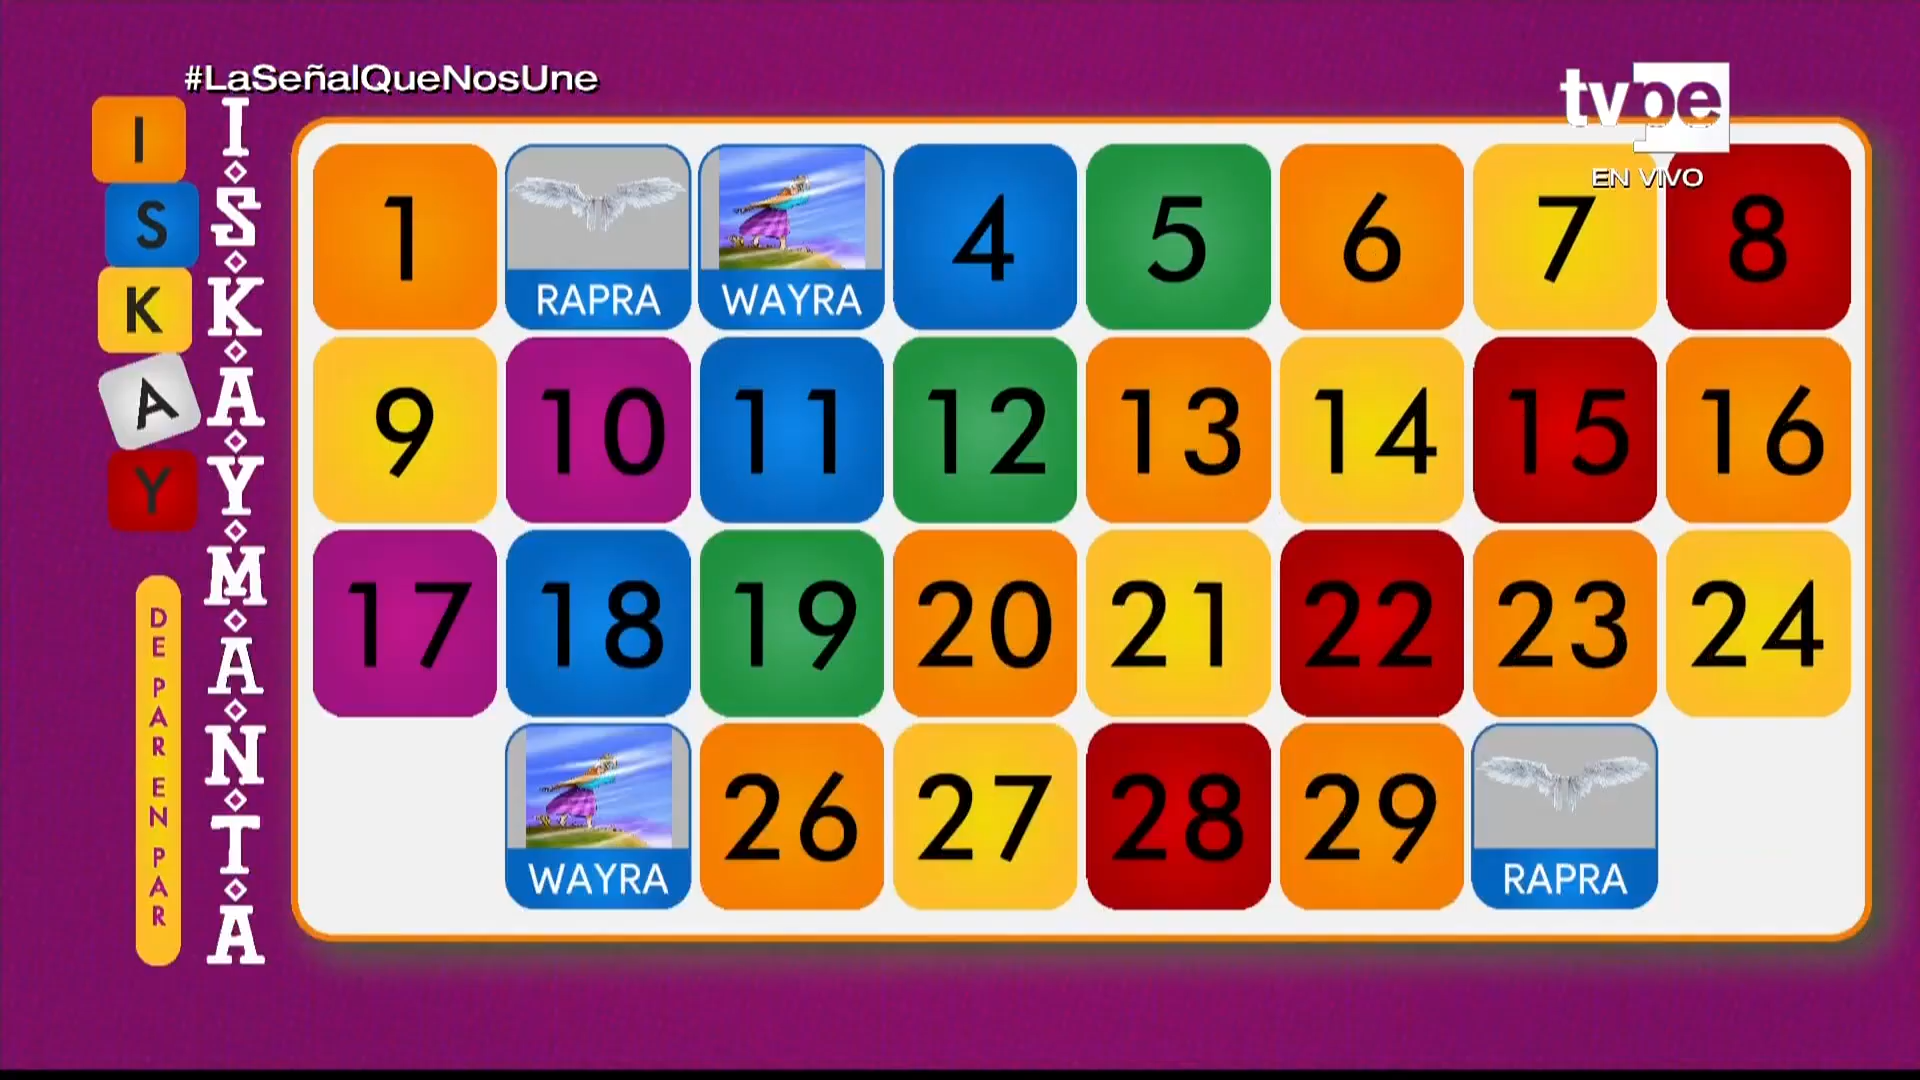 #LaSeñalQueNosUne
tvpe
EN VIVO
ISKAY
ISKAYMANTA
DE PAR EN PAR
1 RAPRA WAYRA 4 5 6 7 8
9 10 11 12 13 14 15 16
17 18 19 20 21 22 23 24
WAYRA 26 27 28 29 RAPRA